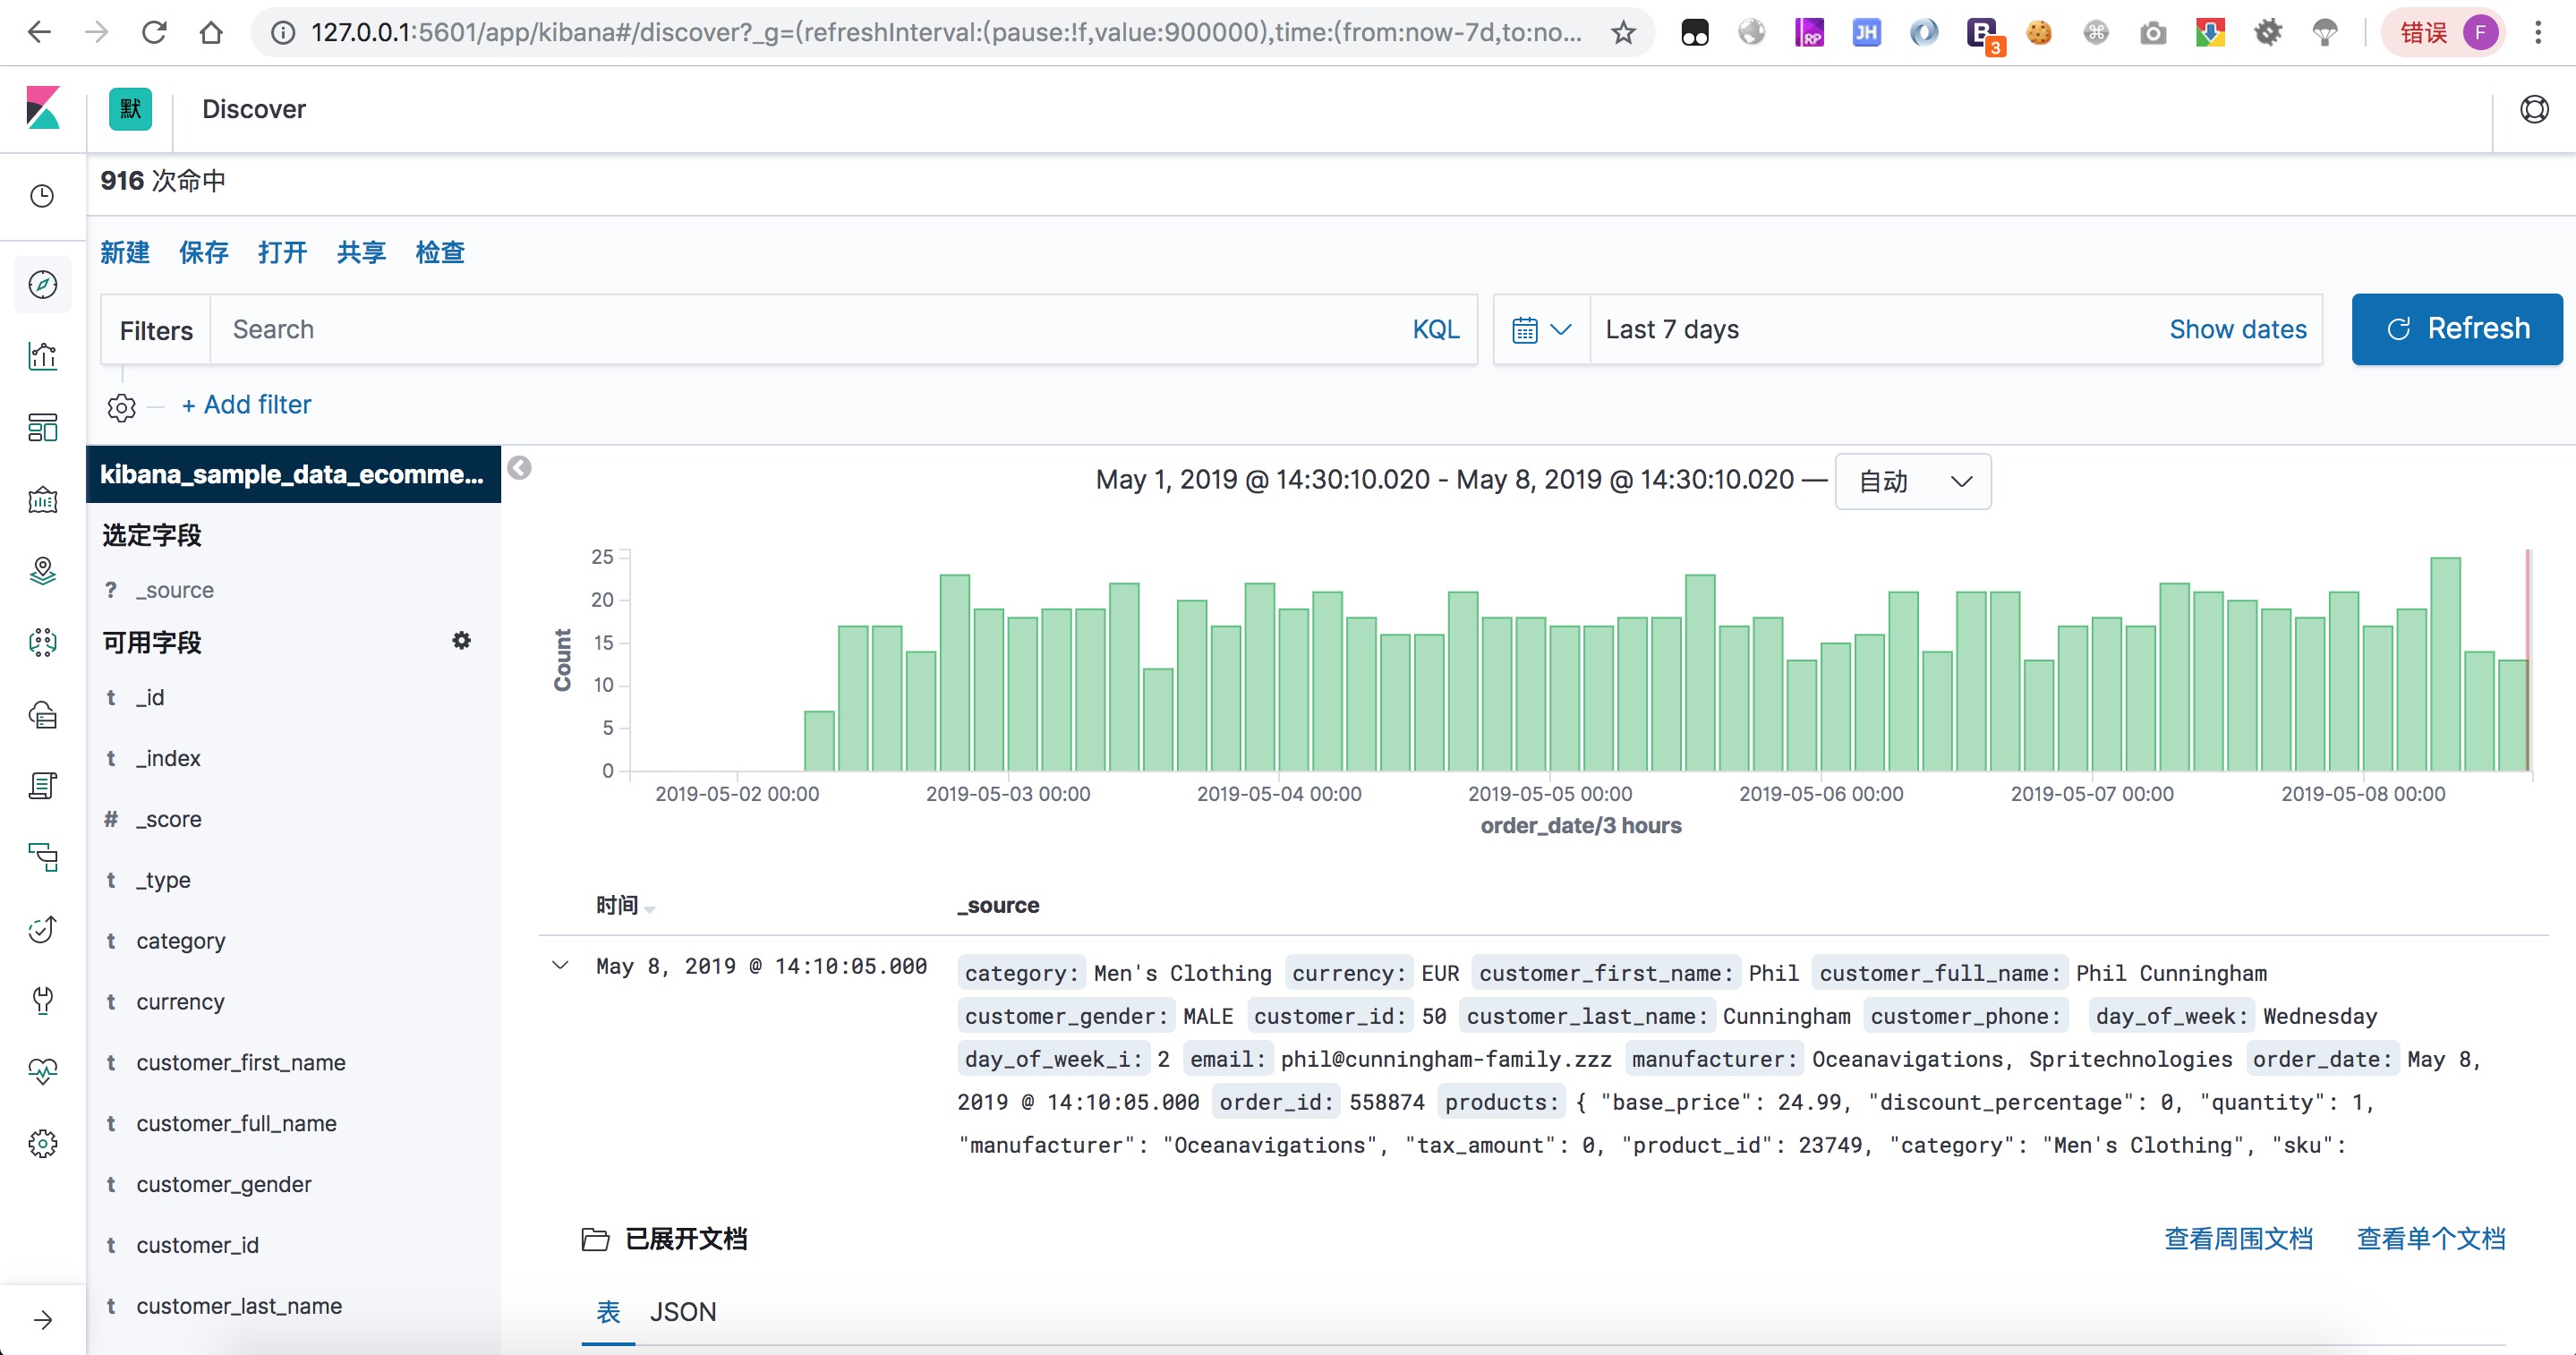 127.0.0.1:5601/app/kibana#/discover?_g=(refreshInterval:(pause:!f,value:900000),time:(from:now-7d,to:no...
RP
JH
B
3
错误
F
默
Discover
916 次命中
新建 保存 打开 共享 检查
Filters Search KQL Last 7 days Show dates Refresh
+ Add filter
kibana_sample_data_ecomme...
选定字段
? _source
可用字段
t _id
t _index
# _score
t _type
t category
t currency
t customer_first_name
t customer_full_name
t customer_gender
t customer_id
t customer_last_name
May 1, 2019 @ 14:30:10.020 - May 8, 2019 @ 14:30:10.020 — 自动
Count
25
20
15
10
5
0
2019-05-02 00:00 2019-05-03 00:00 2019-05-04 00:00 2019-05-05 00:00 2019-05-06 00:00 2019-05-07 00:00 2019-05-08 00:00
order_date/3 hours
时间 _source
May 8, 2019 @ 14:10:05.000
category: Men's Clothing currency: EUR customer_first_name: Phil customer_full_name: Phil Cunningham
customer_gender: MALE customer_id: 50 customer_last_name: Cunningham customer_phone: day_of_week: Wednesday
day_of_week_i: 2 email: phil@cunningham-family.zzz manufacturer: Oceanavigations, Spritechnologies order_date: May 8,
2019 @ 14:10:05.000 order_id: 558874 products: { "base_price": 24.99, "discount_percentage": 0, "quantity": 1,
"manufacturer": "Oceanavigations", "tax_amount": 0, "product_id": 23749, "category": "Men's Clothing", "sku":
已展开文档 查看周围文档 查看单个文档
表 JSON